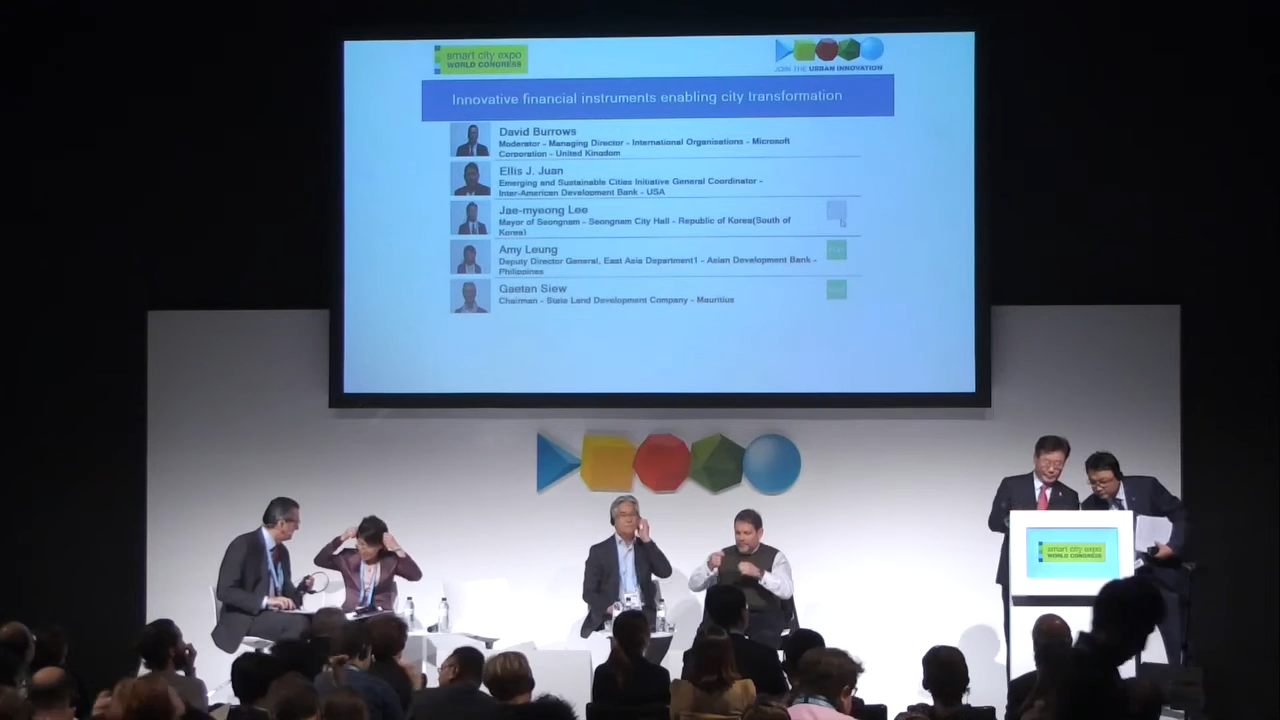 smart city expo
WORLD CONGRESS
JOIN THE URBAN INNOVATION
Innovative financial instruments enabling city transformation
David Burrows
Moderator - Managing Director - International Organisations - Microsoft
Corporation - United Kingdom
Ellis J. Juan
Emerging and Sustainable Cities Initiative General Coordinator -
Inter-American Development Bank - USA
Jae-myeong Lee
Mayor of Seongnam - Seongnam City Hall - Republic of Korea(South of
Korea)
Amy Leung
Deputy Director General, East Asia Department1 - Asian Development Bank -
Philippines
Gaetan Siew
Chairman - State Land Development Company - Mauritius
smart city expo
WORLD CONGRESS